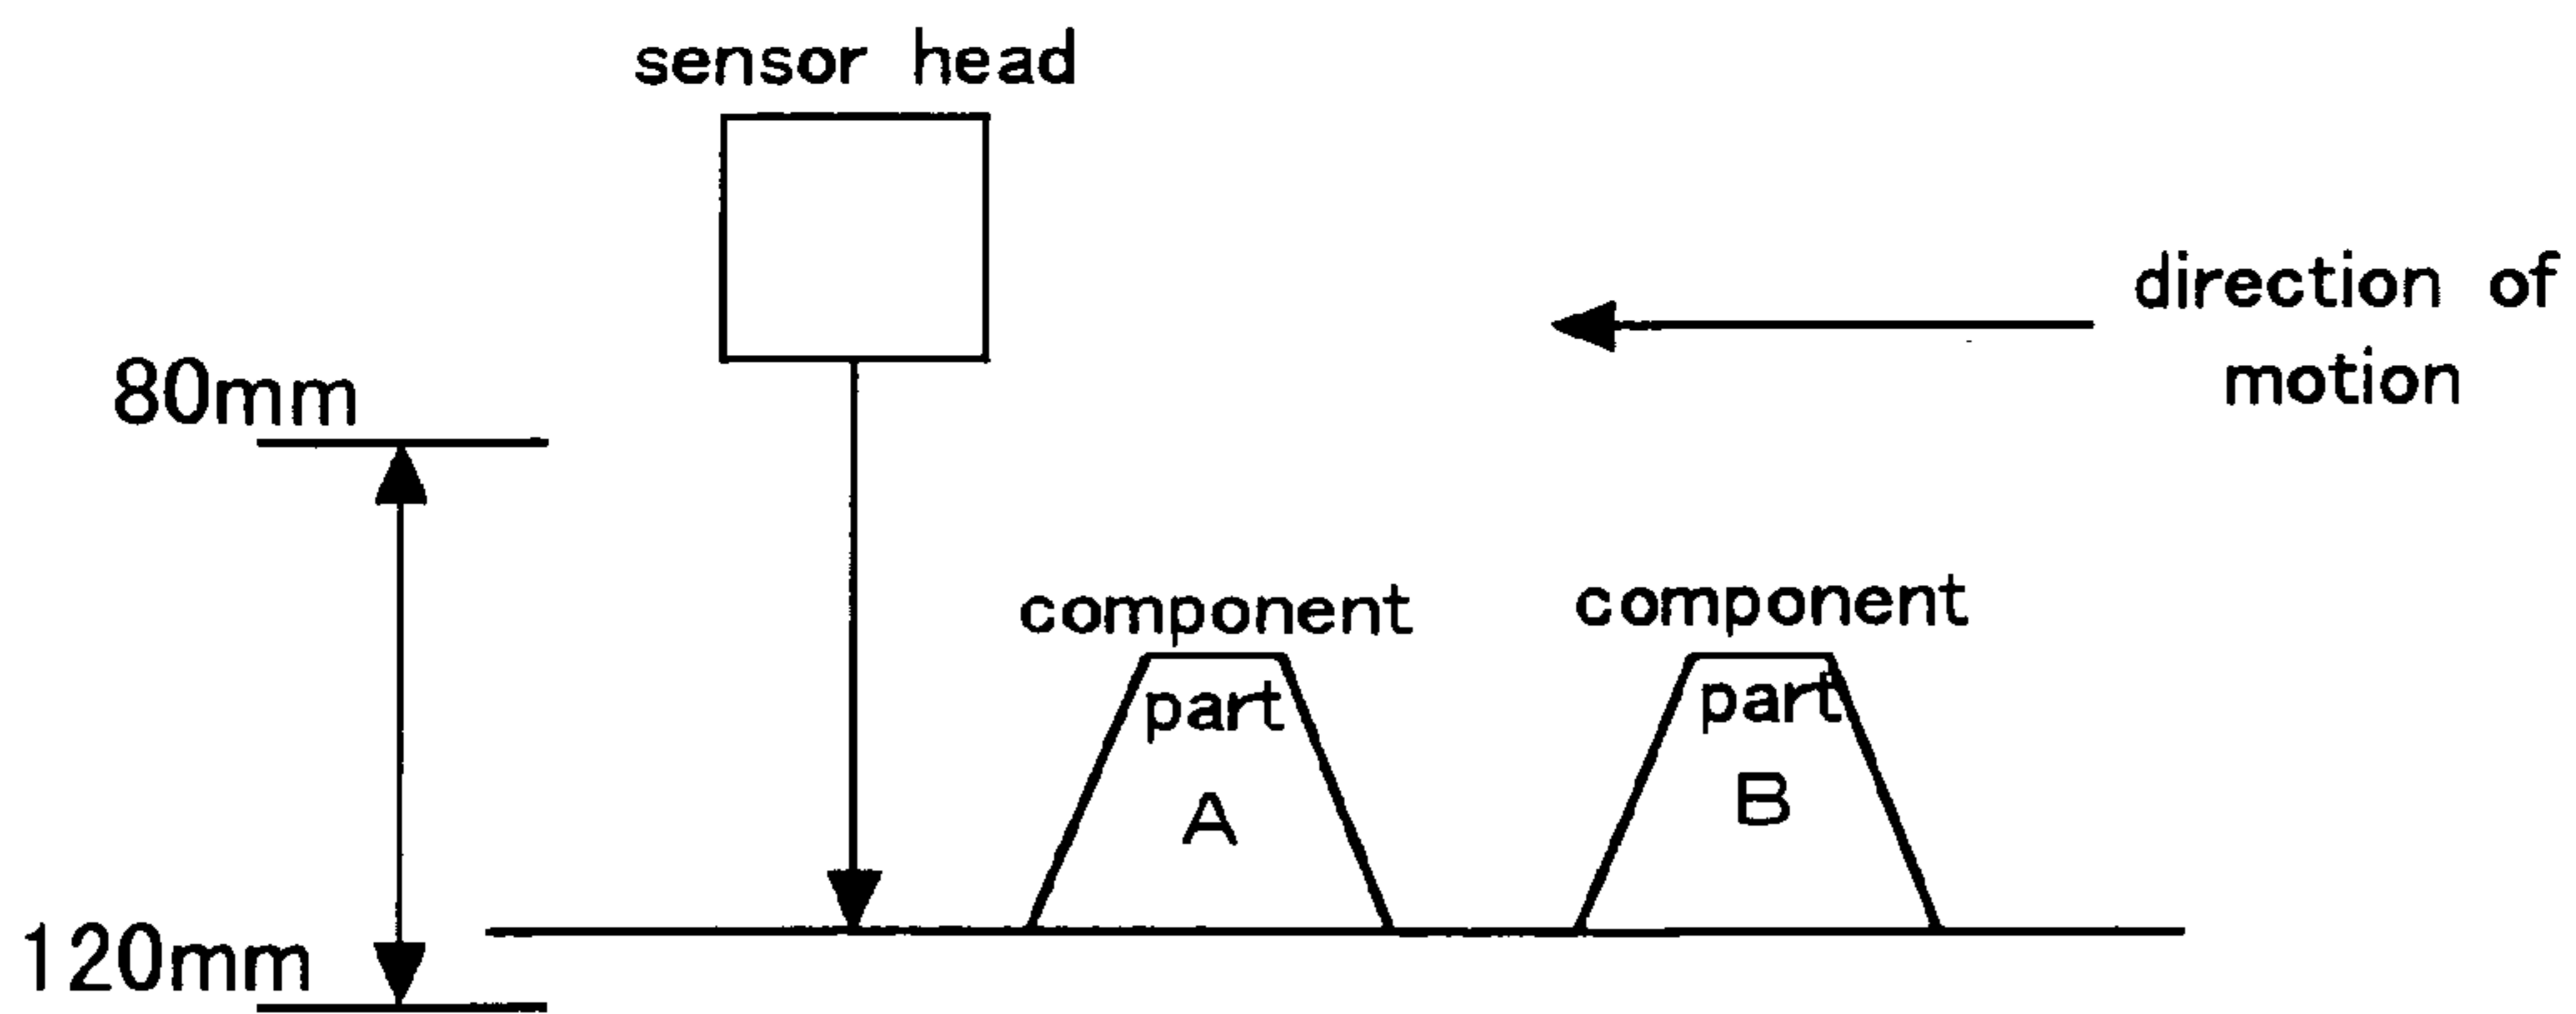 sensor head
direction of
motion
80mm
component
part
A
component
part
B
120mm